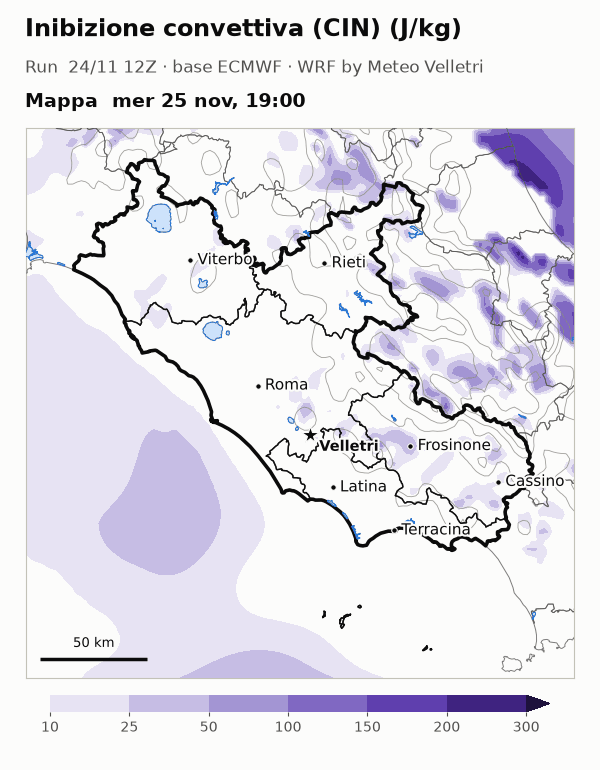 Inibizione convettiva (CIN) (J/kg)
Run 24/11 12Z · base ECMWF · WRF by Meteo Velletri
Mappa mer 25 nov, 19:00
Viterbo
Rieti
Roma
Velletri
Frosinone
Latina
Cassino
Terracina
50 km
10 25 50 100 150 200 300